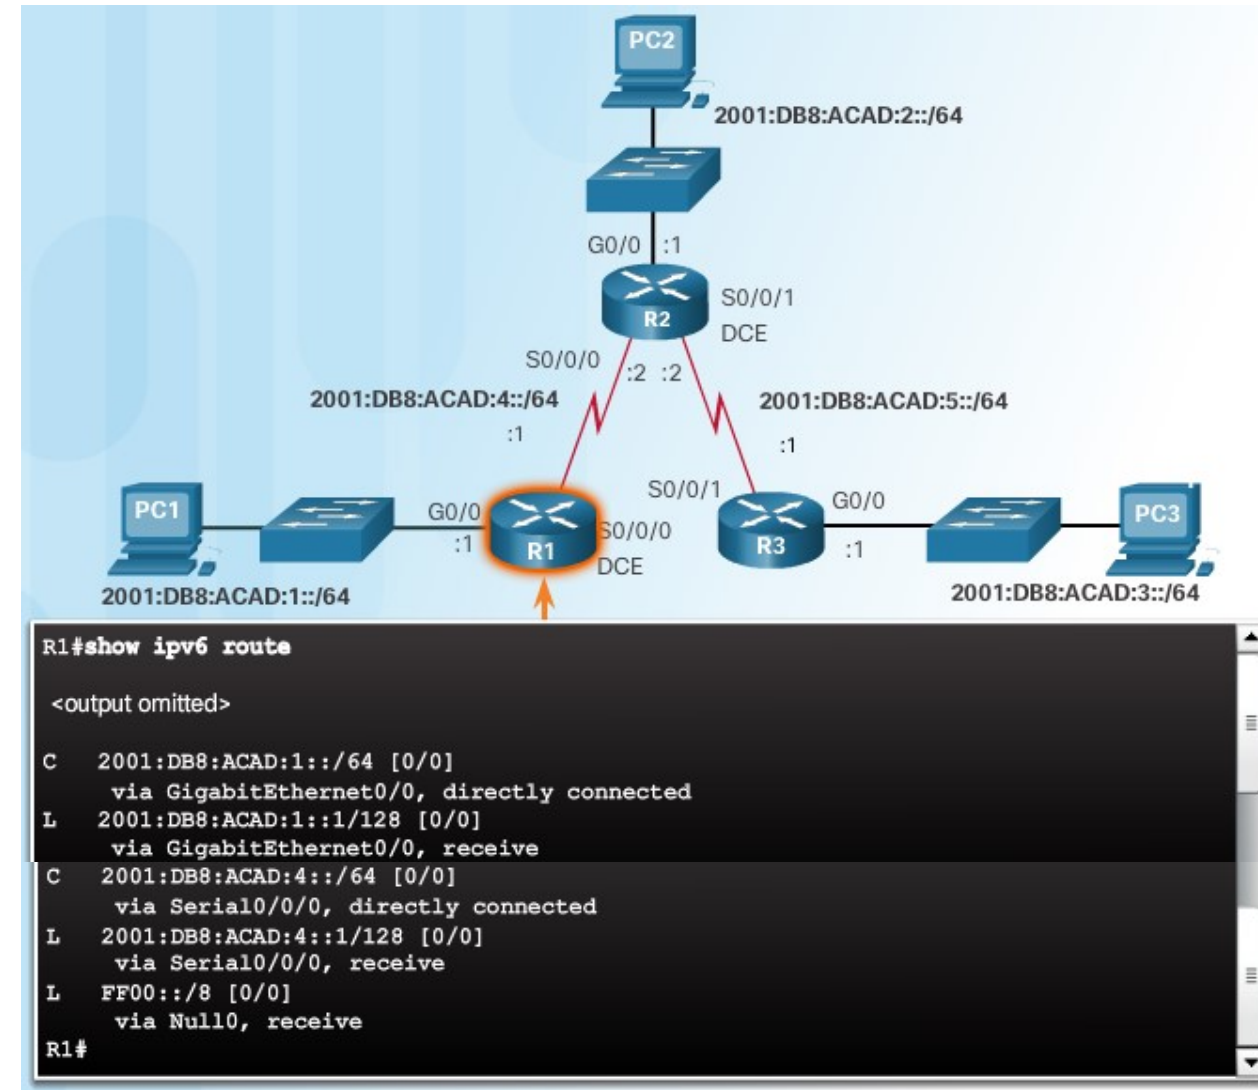 PC2
2001:DB8:ACAD:2::/64
G0/0 :1
S0/0/1
R2
DCE
S0/0/0
:2 :2
2001:DB8:ACAD:4::/64
2001:DB8:ACAD:5::/64
:1
:1
S0/0/1
G0/0
PC1
G0/0
PC3
:1
R1
S0/0/0
R3
:1
DCE
2001:DB8:ACAD:1::/64
2001:DB8:ACAD:3::/64
R1#show ipv6 route
<output omitted>
C 2001:DB8:ACAD:1::/64 [0/0]
via GigabitEthernet0/0, directly connected
L 2001:DB8:ACAD:1::1/128 [0/0]
via GigabitEthernet0/0, receive
C 2001:DB8:ACAD:4::/64 [0/0]
via Serial0/0/0, directly connected
L 2001:DB8:ACAD:4::1/128 [0/0]
via Serial0/0/0, receive
L FF00::/8 [0/0]
via Null0, receive
R1#